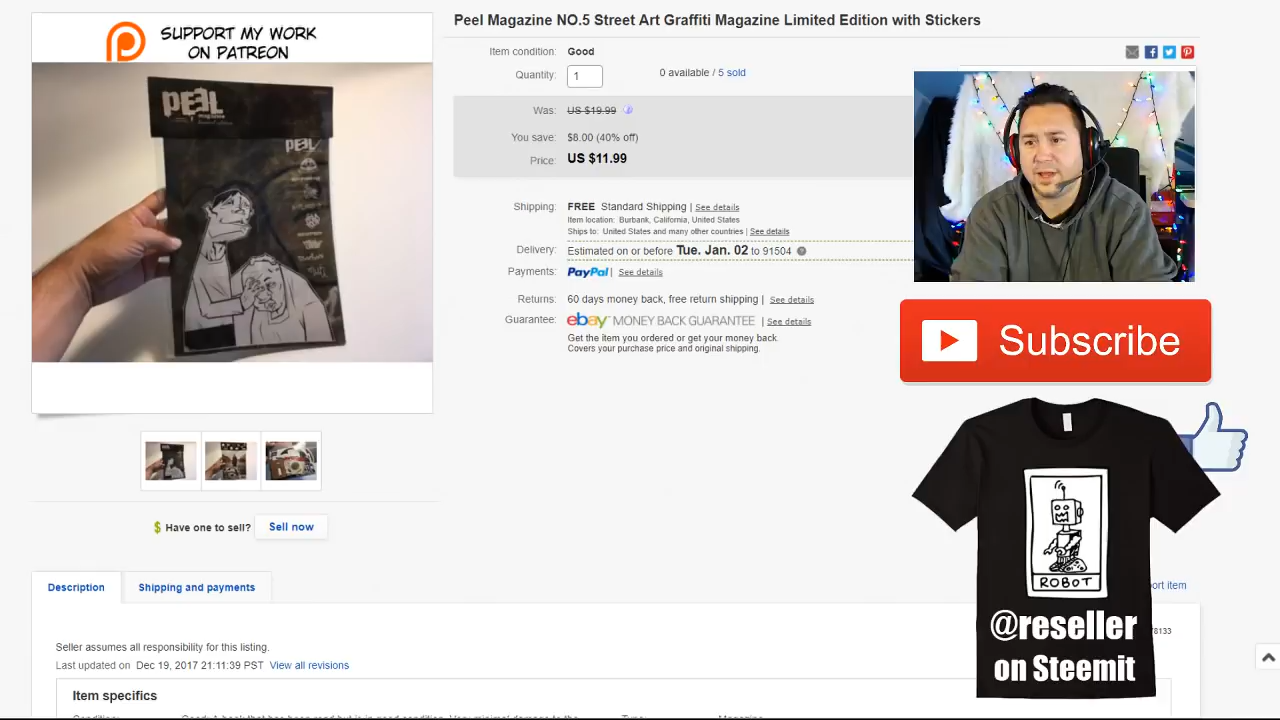 SUPPORT MY WORK
ON PATREON
PEEL
magazine
PEEL
Peel Magazine NO.5 Street Art Graffiti Magazine Limited Edition with Stickers
Item condition: Good
Quantity: 1 0 available / 5 sold
Was: US $19.99
You save: $8.00 (40% off)
Price: US $11.99
Shipping: FREE Standard Shipping | See details
Item location: Burbank, California, United States
Ships to: United States and many other countries | See details
Delivery: Estimated on or before Tue. Jan. 02 to 91504
Payments: PayPal | See details
Returns: 60 days money back, free return shipping | See details
Guarantee: ebay MONEY BACK GUARANTEE | See details
Get the item you ordered or get your money back.
Covers your purchase price and original shipping.
Subscribe
$ Have one to sell? Sell now
ROBOT
@reseller
on Steemit
Description Shipping and payments
ort item
78133
Seller assumes all responsibility for this listing.
Last updated on Dec 19, 2017 21:11:39 PST View all revisions
Item specifics